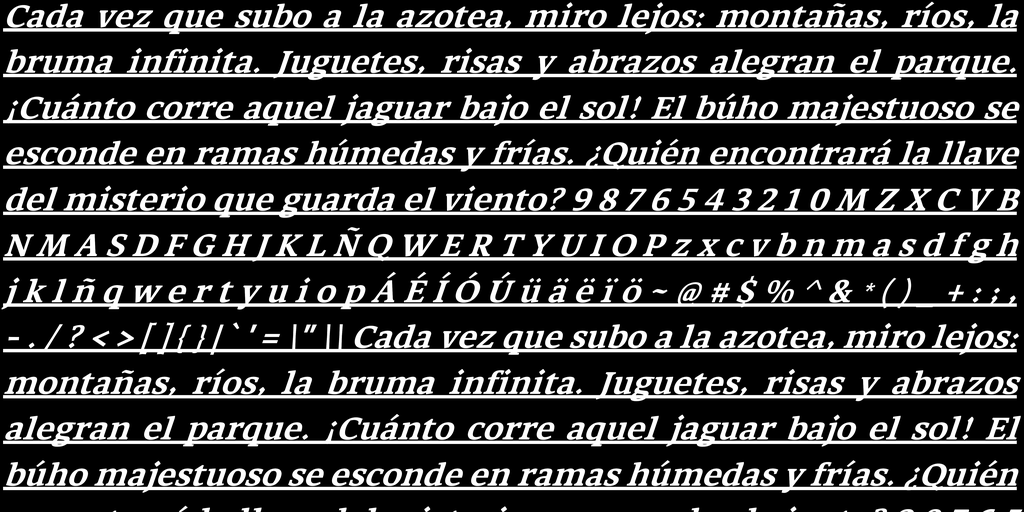 Cada vez que subo a la azotea, miro lejos: montañas, ríos, la
bruma infinita. Juguetes, risas y abrazos alegran el parque.
¡Cuánto corre aquel jaguar bajo el sol! El búho majestuoso se
esconde en ramas húmedas y frías. ¿Quién encontrará la llave
del misterio que guarda el viento? 9 8 7 6 5 4 3 2 1 0 M Z X C V B
N M A S D F G H J K L Ñ Q W E R T Y U I O P z x c v b n m a s d f g h
j k l ñ q w e r t y u i o p Á É Í Ó Ú ü ä ë ï ö ~ @ # $ % ^ & * ( ) _ + : ; ,
- . / ? < > [ ] { } | ` ' = | " | | Cada vez que subo a la azotea, miro lejos:
montañas, ríos, la bruma infinita. Juguetes, risas y abrazos
alegran el parque. ¡Cuánto corre aquel jaguar bajo el sol! El
búho majestuoso se esconde en ramas húmedas y frías. ¿Quién